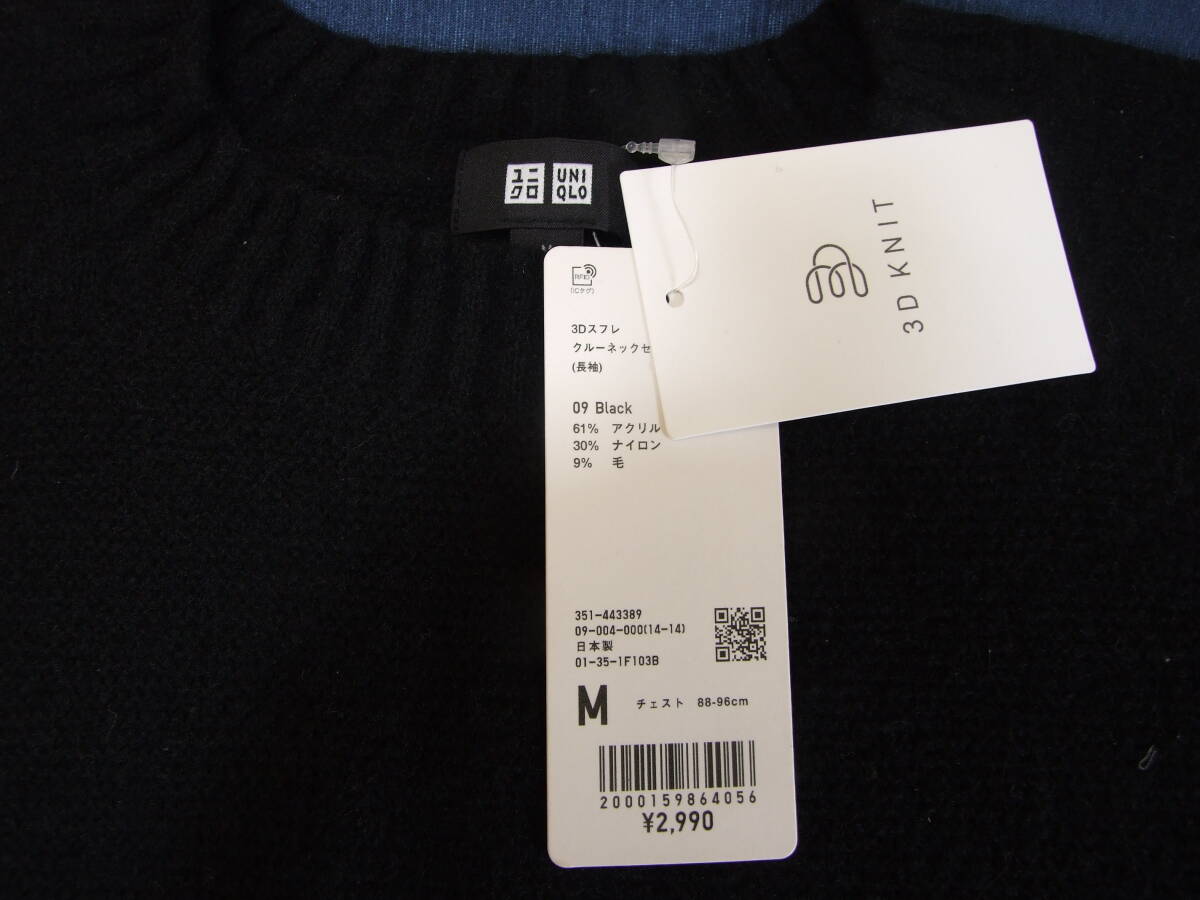 ユニ
クロ
UNI
QLO
3D KNIT
RFID
(ICタグ)
3Dスフレ
クルーネックセ
(長袖)
09 Black
61% アクリル
30% ナイロン
9% 毛
351-443389
09-004-000(14-14)
日本製
01-35-1F103B
M チェスト 88-96cm
2000159864056
¥2,990